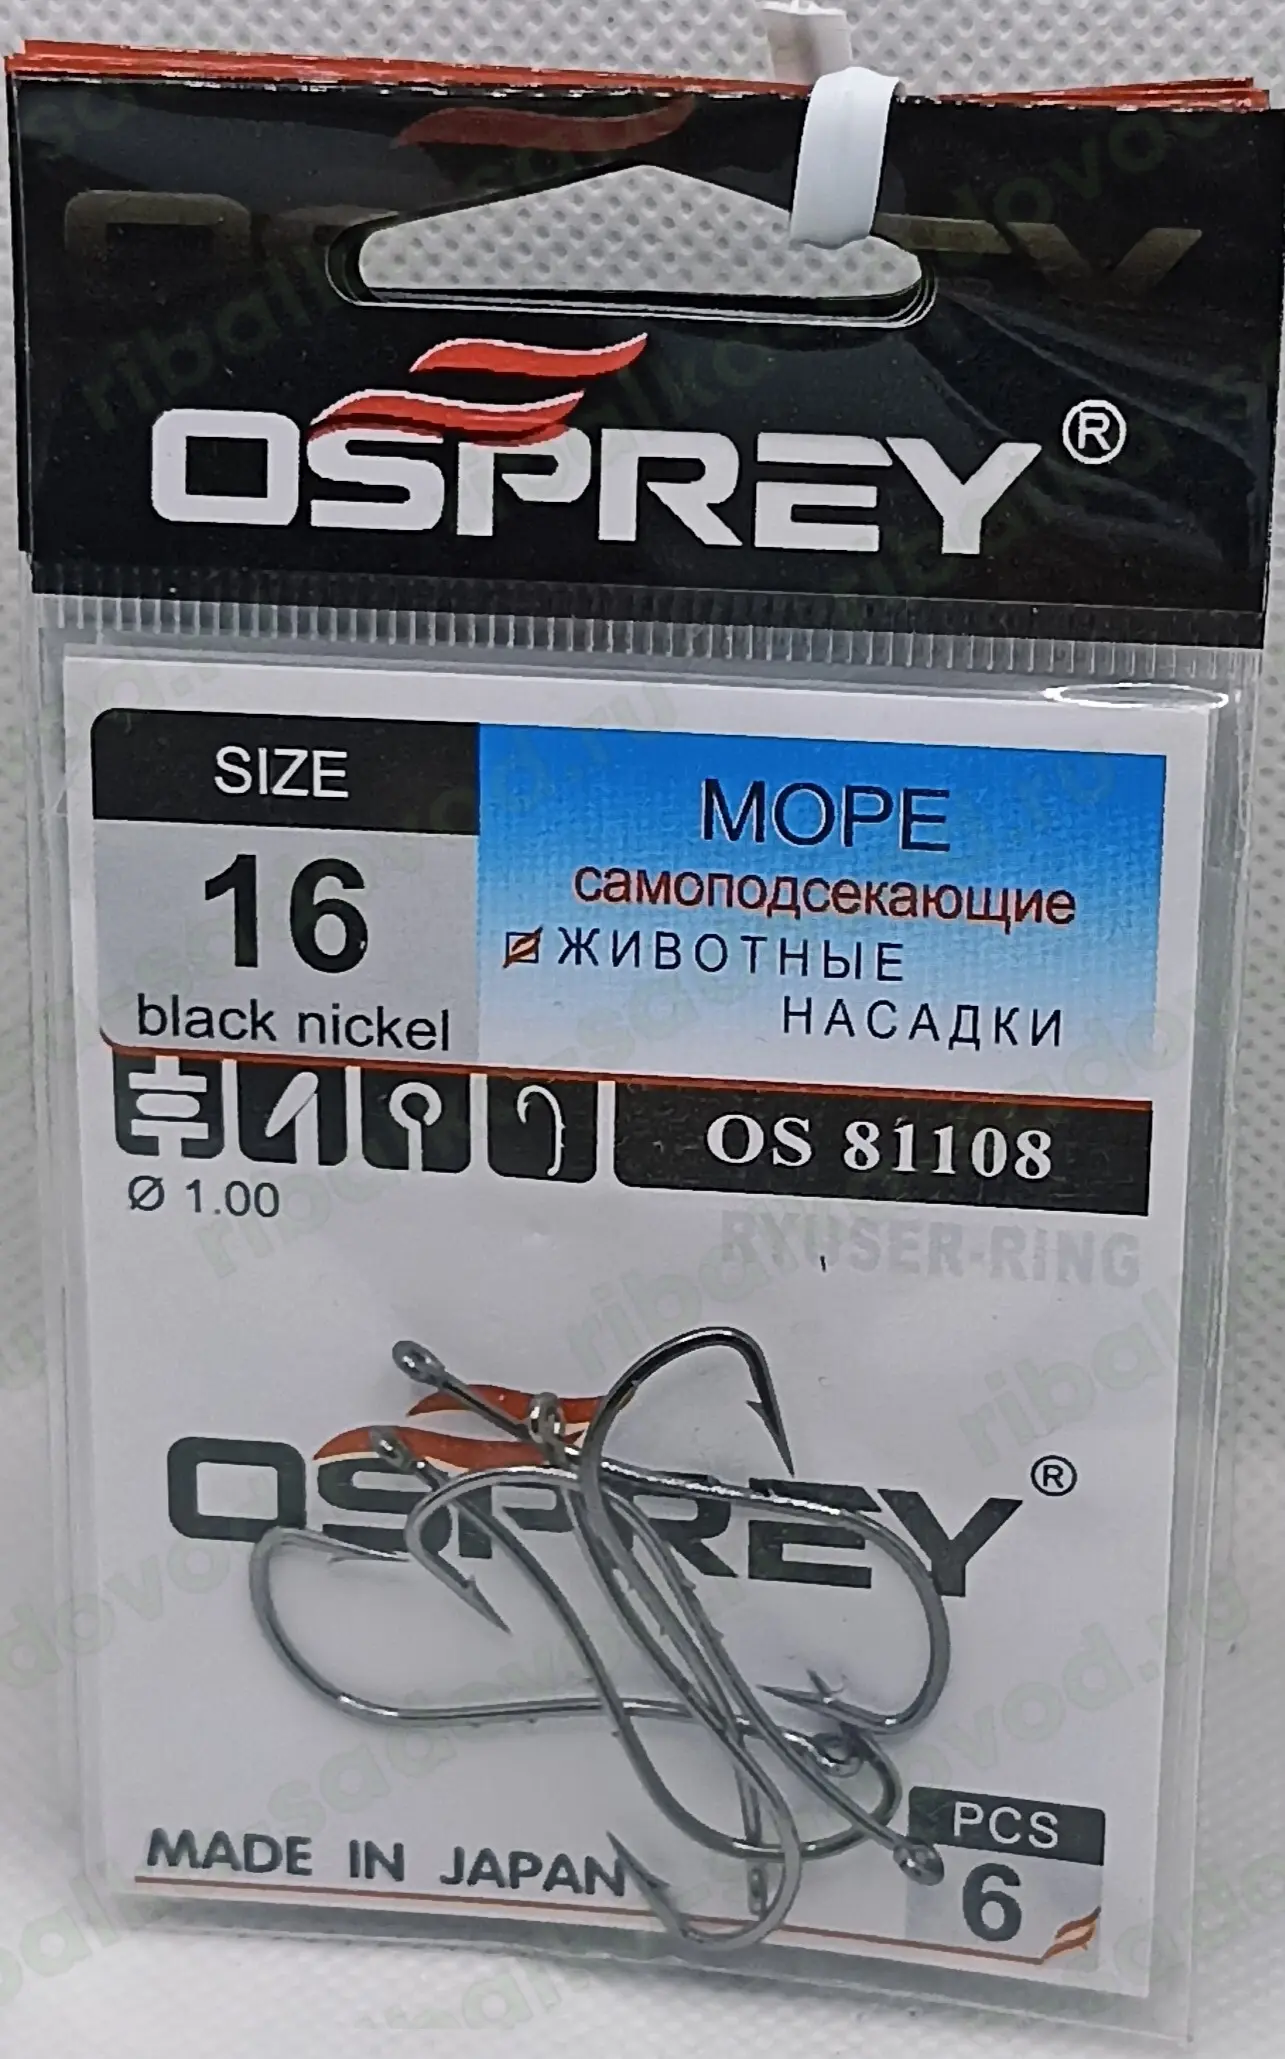 OSPREY ®
SIZE
16
black nickel
МОРЕ
самоподсекающие
ЖИВОТНЫЕ
НАСАДКИ
OS 81108
Ø 1.00
RYUSER-RING
OSPREY ®
MADE IN JAPAN
PCS
6